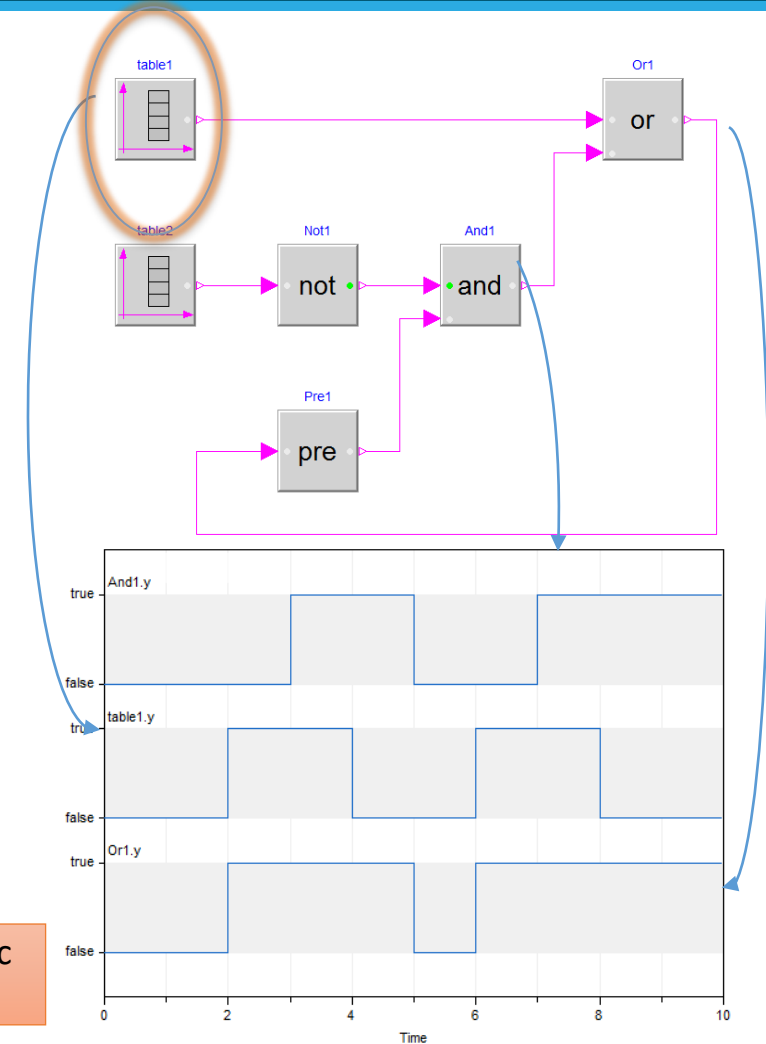 table1
Or1
or
table2
Not1
And1
not
and
Pre1
pre
And1.y
true
false
table1.y
true
false
Or1.y
true
false
c
0 2 4 6 8 10
Time